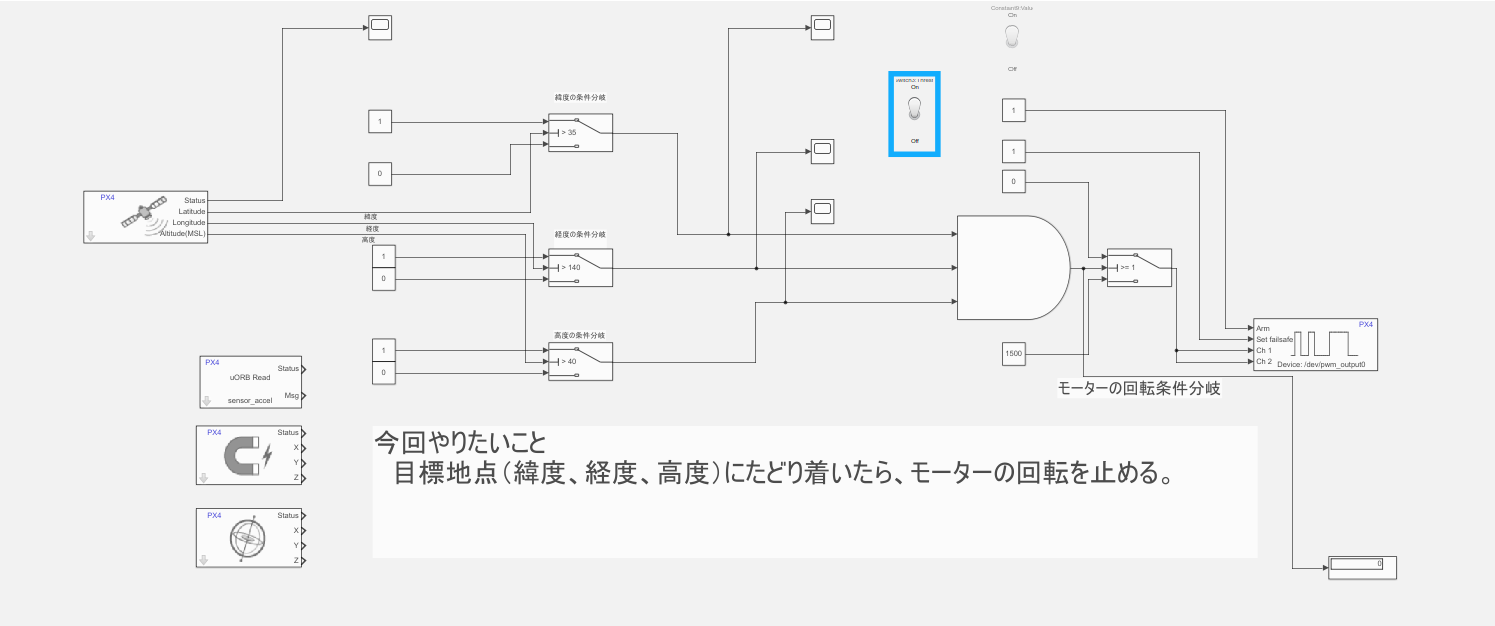 ConstantB:Valu
On
Off
On
Off
緯度の条件分岐
1
> 35
0
1
1
0
PX4
Status
Latitude
Longitude
Altitude(MSL)
緯度
経度
高度
経度の条件分岐
1
> 140
0
>= 1
高度の条件分岐
1
> 40
0
1500
PX4
Arm
Set failsafe
Ch 1
Ch 2
Device: /dev/pwm_output0
モーターの回転条件分岐
PX4
Status
uORB Read
Msg
sensor_accel
PX4
Status
X
Y
Z
今回やりたいこと
目標地点（緯度、経度、高度）にたどり着いたら、モーターの回転を止める。
PX4
Status
X
Y
Z
0